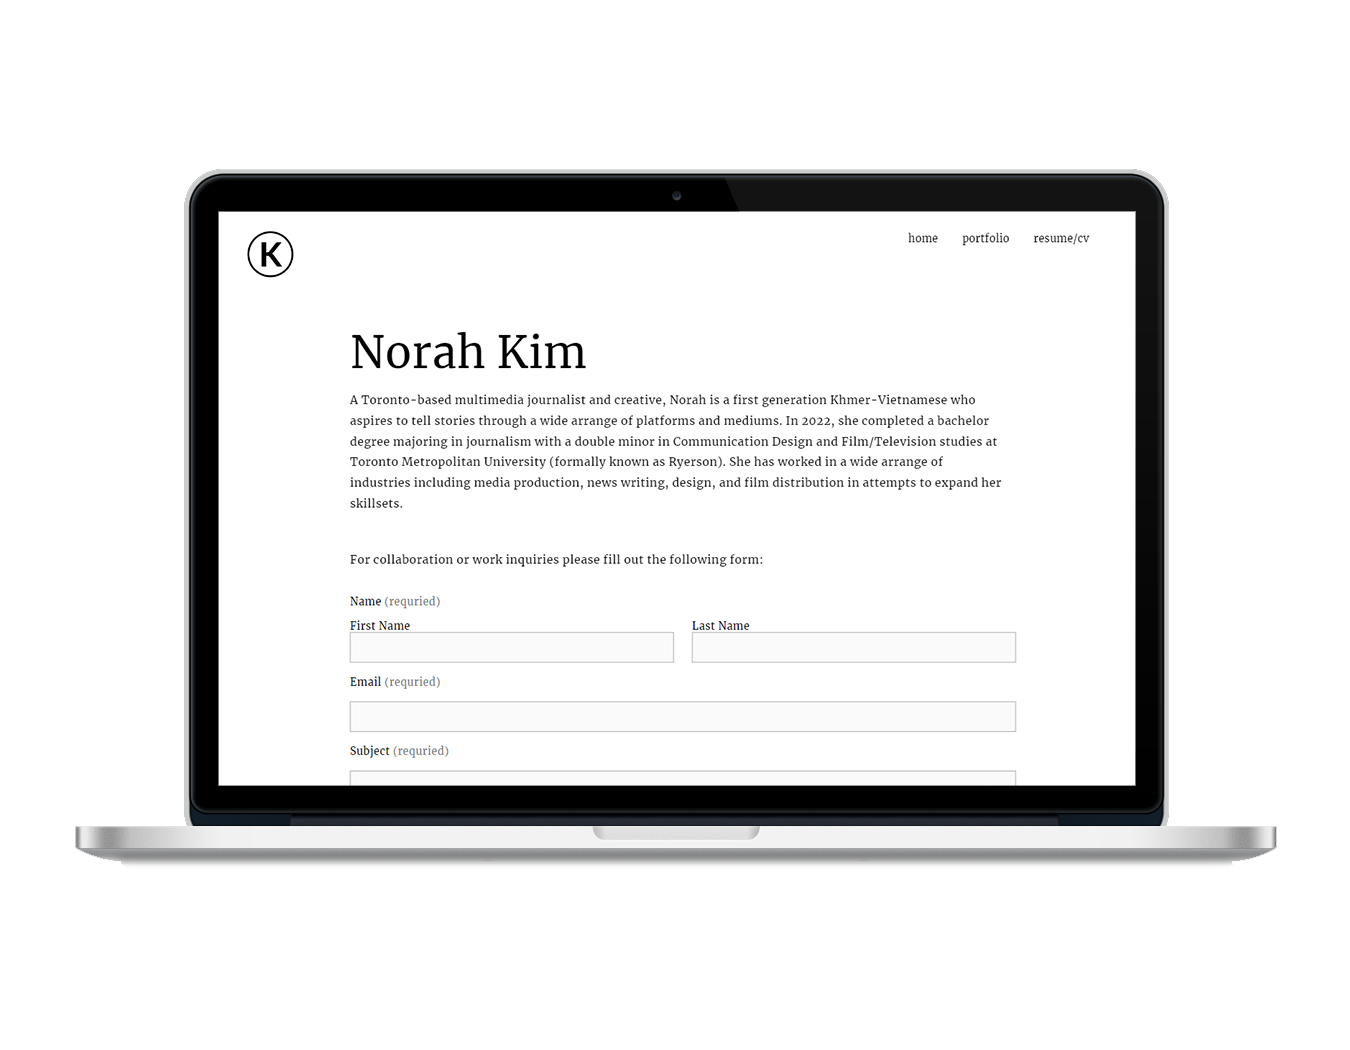 K
home portfolio resume/cv
Norah Kim
A Toronto-based multimedia journalist and creative, Norah is a first generation Khmer-Vietnamese who
aspires to tell stories through a wide arrange of platforms and mediums. In 2022, she completed a bachelor
degree majoring in journalism with a double minor in Communication Design and Film/Television studies at
Toronto Metropolitan University (formally known as Ryerson). She has worked in a wide arrange of
industries including media production, news writing, design, and film distribution in attempts to expand her
skillsets.
For collaboration or work inquiries please fill out the following form:
Name (requried)
First Name Last Name
Email (requried)
Subject (requried)